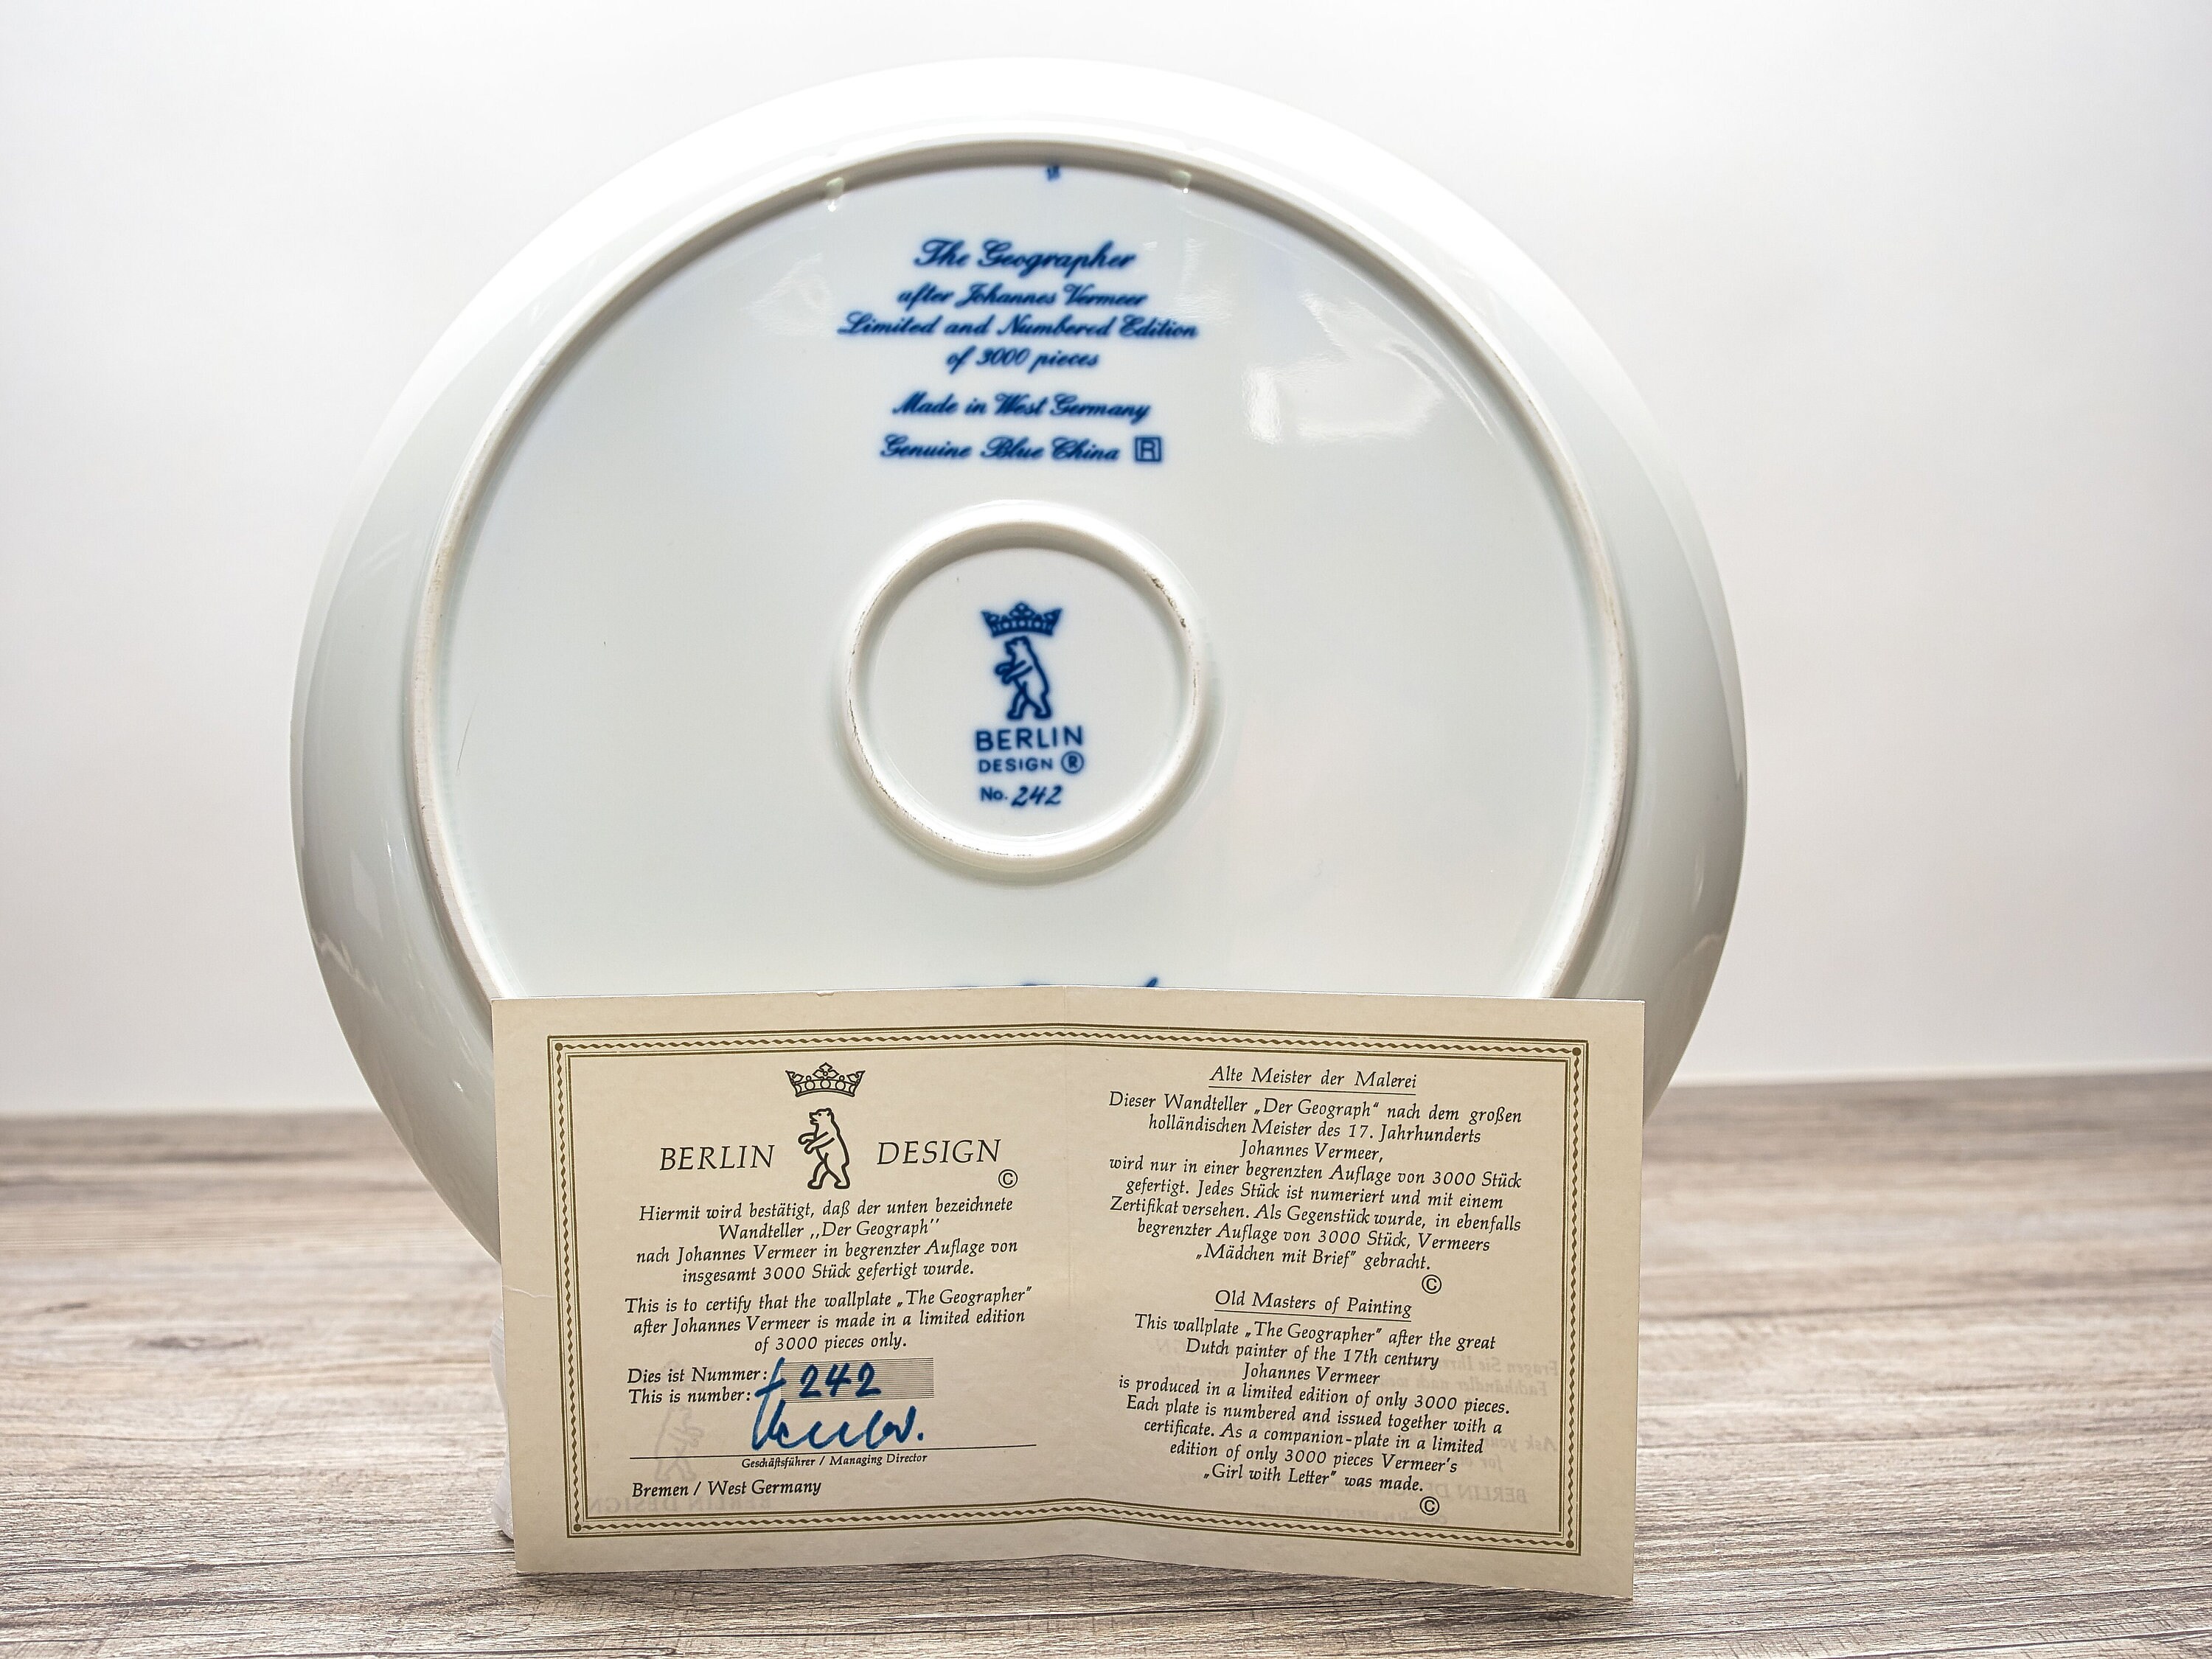 The Geographer
after Johannes Vermeer
Limited and Numbered Edition
of 3000 pieces
Made in West Germany
Genuine Blue China R
BERLIN
DESIGN ®
No. 242
BERLIN DESIGN
©
Hiermit wird bestätigt, daß der unten bezeichnete
Wandteller ,,Der Geograph''
nach Johannes Vermeer in begrenzter Auflage von
insgesamt 3000 Stück gefertigt wurde.
This is to certify that the wallplate „The Geographer"
after Johannes Vermeer is made in a limited edition
of 3000 pieces only.
Dies ist Nummer:
This is number: 242
Geschäftsführer / Managing Director
Bremen / West Germany
Alte Meister der Malerei
Dieser Wandteller „Der Geograph“ nach dem großen
holländischen Meister des 17. Jahrhunderts
Johannes Vermeer,
wird nur in einer begrenzten Auflage von 3000 Stück
gefertigt. Jedes Stück ist numeriert und mit einem
Zertifikat versehen. Als Gegenstück wurde, in ebenfalls
begrenzter Auflage von 3000 Stück, Vermeers
„Mädchen mit Brief" gebracht.
©
Old Masters of Painting
This wallplate „The Geographer" after the great
Dutch painter of the 17th century
Johannes Vermeer
is produced in a limited edition of only 3000 pieces.
Each plate is numbered and issued together with a
certificate. As a companion-plate in a limited
edition of only 3000 pieces Vermeer's
„Girl with Letter" was made.
©